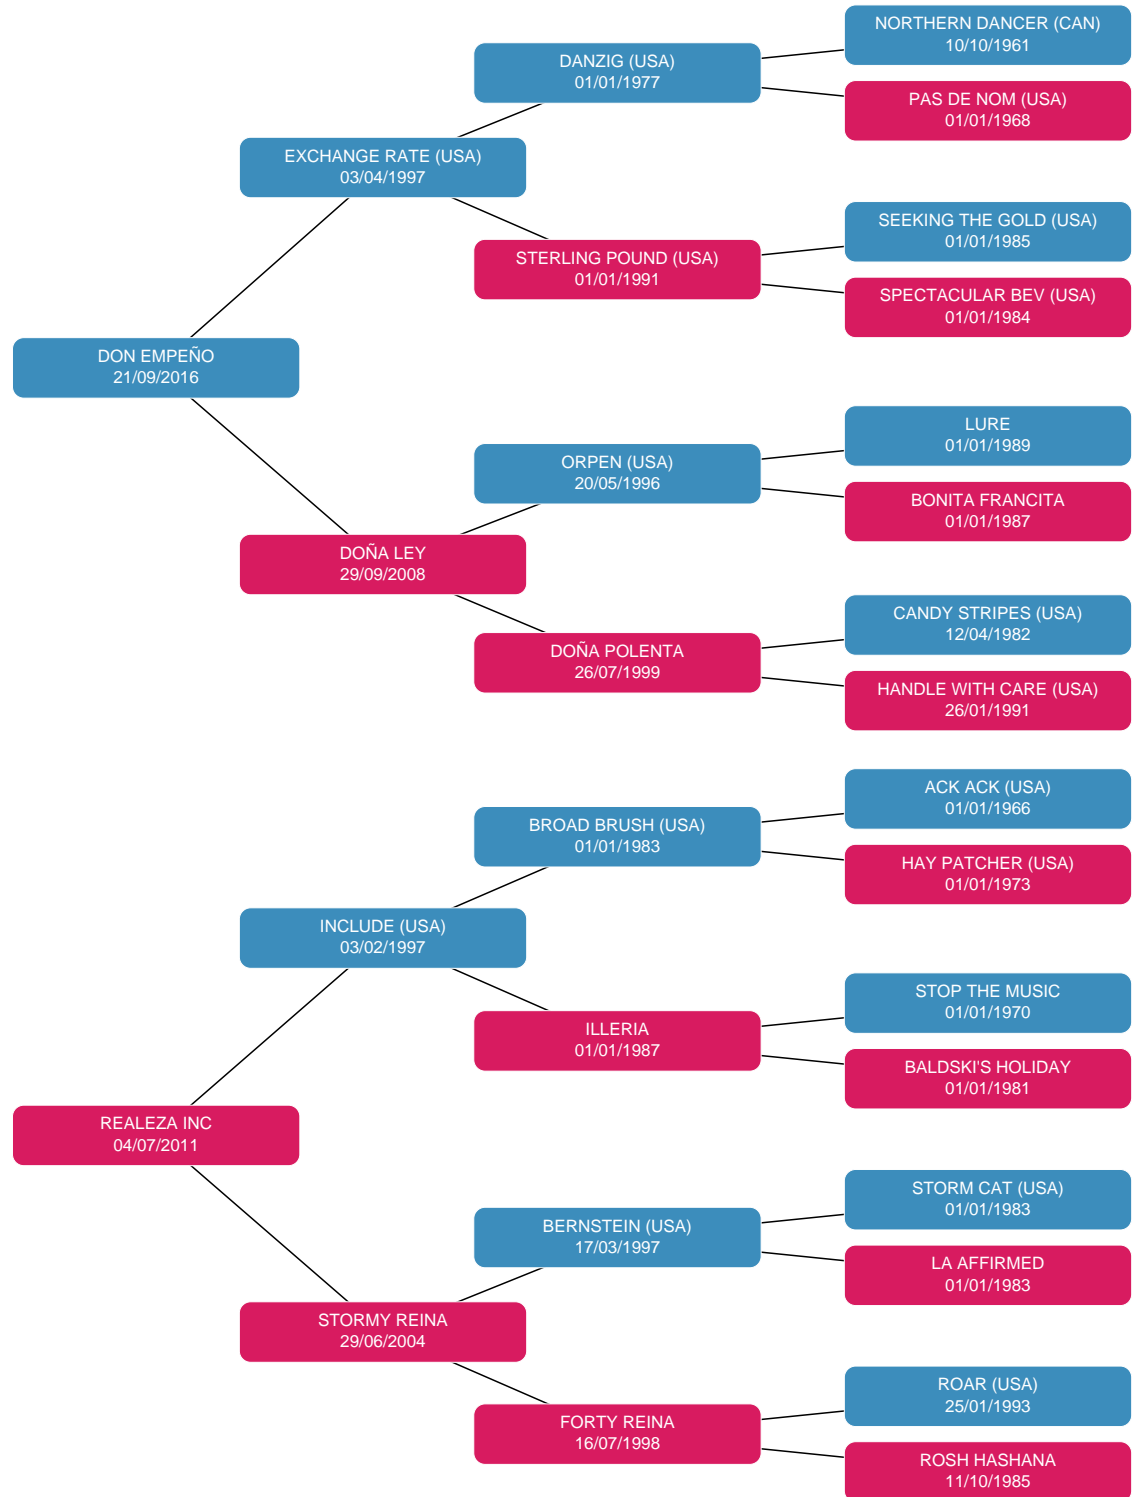 NORTHERN DANCER (CAN)
10/10/1961
DANZIG (USA)
01/01/1977
PAS DE NOM (USA)
01/01/1968
EXCHANGE RATE (USA)
03/04/1997
SEEKING THE GOLD (USA)
01/01/1985
STERLING POUND (USA)
01/01/1991
SPECTACULAR BEV (USA)
01/01/1984
DON EMPEÑO
21/09/2016
LURE
01/01/1989
ORPEN (USA)
20/05/1996
BONITA FRANCITA
01/01/1987
DOÑA LEY
29/09/2008
CANDY STRIPES (USA)
12/04/1982
DOÑA POLENTA
26/07/1999
HANDLE WITH CARE (USA)
26/01/1991
ACK ACK (USA)
01/01/1966
BROAD BRUSH (USA)
01/01/1983
HAY PATCHER (USA)
01/01/1973
INCLUDE (USA)
03/02/1997
STOP THE MUSIC
01/01/1970
ILLERIA
01/01/1987
BALDSKI'S HOLIDAY
01/01/1981
REALEZA INC
04/07/2011
STORM CAT (USA)
01/01/1983
BERNSTEIN (USA)
17/03/1997
LA AFFIRMED
01/01/1983
STORMY REINA
29/06/2004
ROAR (USA)
25/01/1993
FORTY REINA
16/07/1998
ROSH HASHANA
11/10/1985